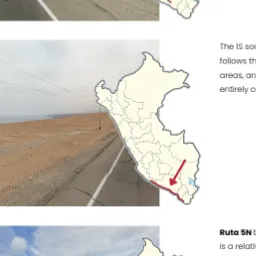 The 1S so
follows th
areas, an
entirely c
Ruta 5N b
is a relati